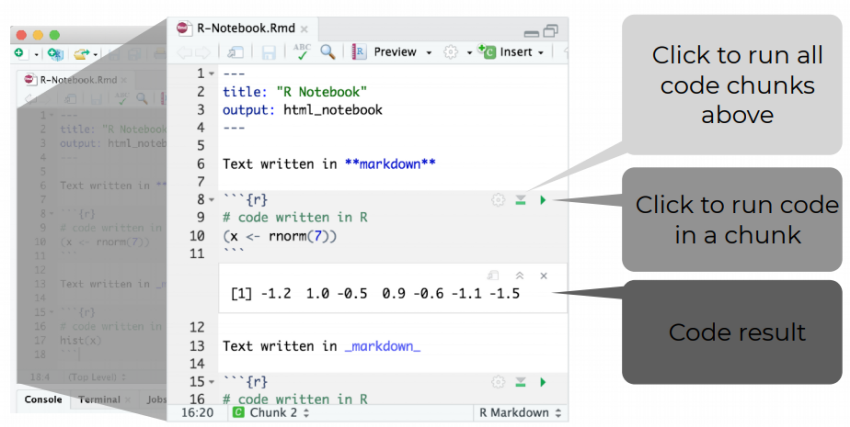 R-Notebook.Rmd
ABC
Preview
Insert
1 ---
2 title: "R Notebook"
3 output: html_notebook
4 ---
5
6 Text written in **markdown**
7
8 ```{r}
9 # code written in R
10 (x <- rnorm(7))
11 ```
[1] -1.2 1.0 -0.5 0.9 -0.6 -1.1 -1.5
12
13 Text written in _markdown_
14
15 ```{r}
16 # code written in R
16:20 Chunk 2 R Markdown
Click to run all
code chunks
above
Click to run code
in a chunk
Code result
R-Notebook.Rmd
ABC
1 ---
2 title: "R Notebook
3 output: html_noteb
4 ---
5
6 Text written in **
7
8 ```{r}
9 # code written in
10 (x <- rnorm(7))
11 ```
12
13 Text written in _m
14
15 ```{r}
16 # code written in
17 hist(x)
18 ```
18:4 (Top Level)
Console Terminal Jobs